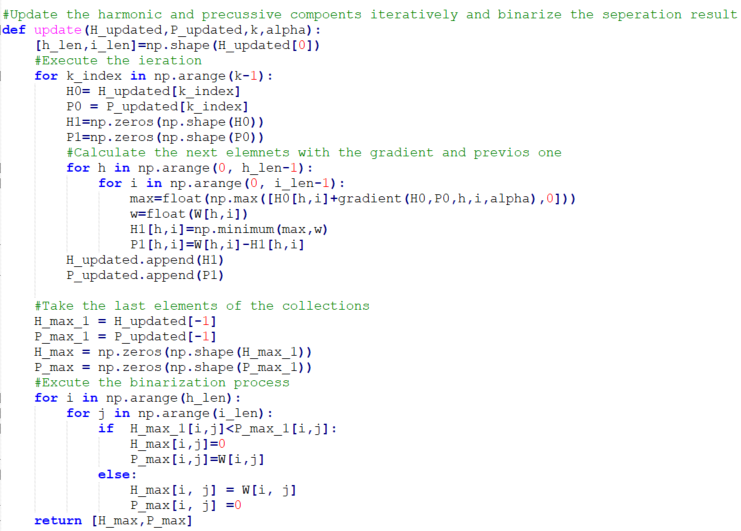 #Update the harmonic and precussive compoents iteratively and binarize the seperation result
def update(H_updated,P_updated,k,alpha):
    [h_len,i_len]=np.shape(H_updated[0])
    #Execute the ieration
    for k_index in np.arange(k-1):
        H0= H_updated[k_index]
        P0 = P_updated[k_index]
        H1=np.zeros(np.shape(H0))
        P1=np.zeros(np.shape(P0))
        #Calculate the next elemnets with the gradient and previos one
        for h in np.arange(0, h_len-1):
            for i in np.arange(0, i_len-1):
                max=float(np.max([H0[h,i]+gradient(H0,P0,h,i,alpha),0]))
                w=float(W[h,i])
                H1[h,i]=np.minimum(max,w)
                P1[h,i]=W[h,i]-H1[h,i]
        H_updated.append(H1)
        P_updated.append(P1)

    #Take the last elements of the collections
    H_max_1 = H_updated[-1]
    P_max_1 = P_updated[-1]
    H_max = np.zeros(np.shape(H_max_1))
    P_max = np.zeros(np.shape(P_max_1))
    #Excute the binarization process
    for i in np.arange(h_len):
        for j in np.arange(i_len):
            if  H_max_1[i,j]<P_max_1[i,j]:
                H_max[i,j]=0
                P_max[i,j]=W[i,j]
            else:
                H_max[i, j] = W[i, j]
                P_max[i, j] =0
    return [H_max,P_max]